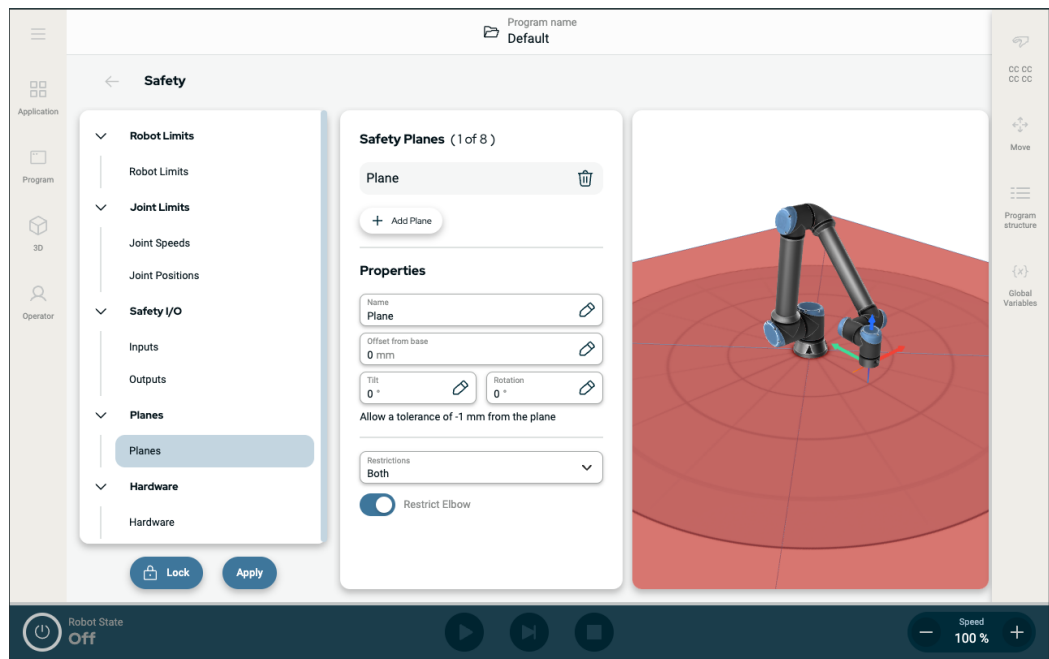 Program name
Default
Application
Program
3D
Operator
Safety
Robot Limits
Robot Limits
Joint Limits
Joint Speeds
Joint Positions
Safety I/O
Inputs
Outputs
Planes
Planes
Hardware
Hardware
Lock
Apply
Safety Planes (1 of 8)
Plane
Add Plane
Properties
Name
Plane
Offset from base
0 mm
Tilt
0 °
Rotation
0 °
Allow a tolerance of -1 mm from the plane
Restrictions
Both
Restrict Elbow
CC CC
CC CC
Move
Program
structure
{x}
Global
Variables
Robot State
Off
Speed
100 %